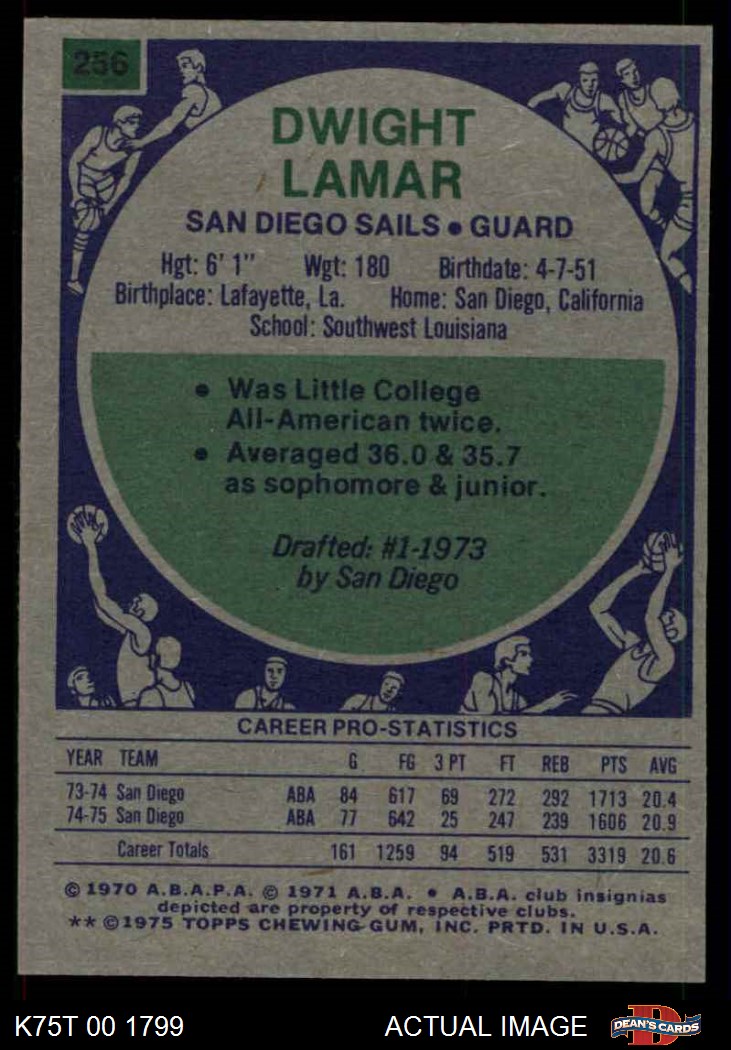 256
DWIGHT
LAMAR
SAN DIEGO SAILS • GUARD
Hgt: 6' 1" Wgt: 180 Birthdate: 4-7-51
Birthplace: Lafayette, La. Home: San Diego, California
School: Southwest Louisiana
• Was Little College
All-American twice.
• Averaged 36.0 & 35.7
as sophomore & junior.
Drafted: #1-1973
by San Diego
CAREER PRO-STATISTICS
YEAR TEAM G FG 3 PT FT REB PTS AVG
73-74 San Diego ABA 84 617 69 272 292 1713 20.4
74-75 San Diego ABA 77 642 25 247 239 1606 20.9
Career Totals 161 1259 94 519 531 3319 20.6
© 1970 A.B.A.P.A. © 1971 A.B.A. • A.B.A. club insignias
depicted are property of respective clubs.
** ©1975 TOPPS CHEWING GUM, INC. PRTD. IN U.S.A.
K75T 00 1799 ACTUAL IMAGE DEAN'S CARDS